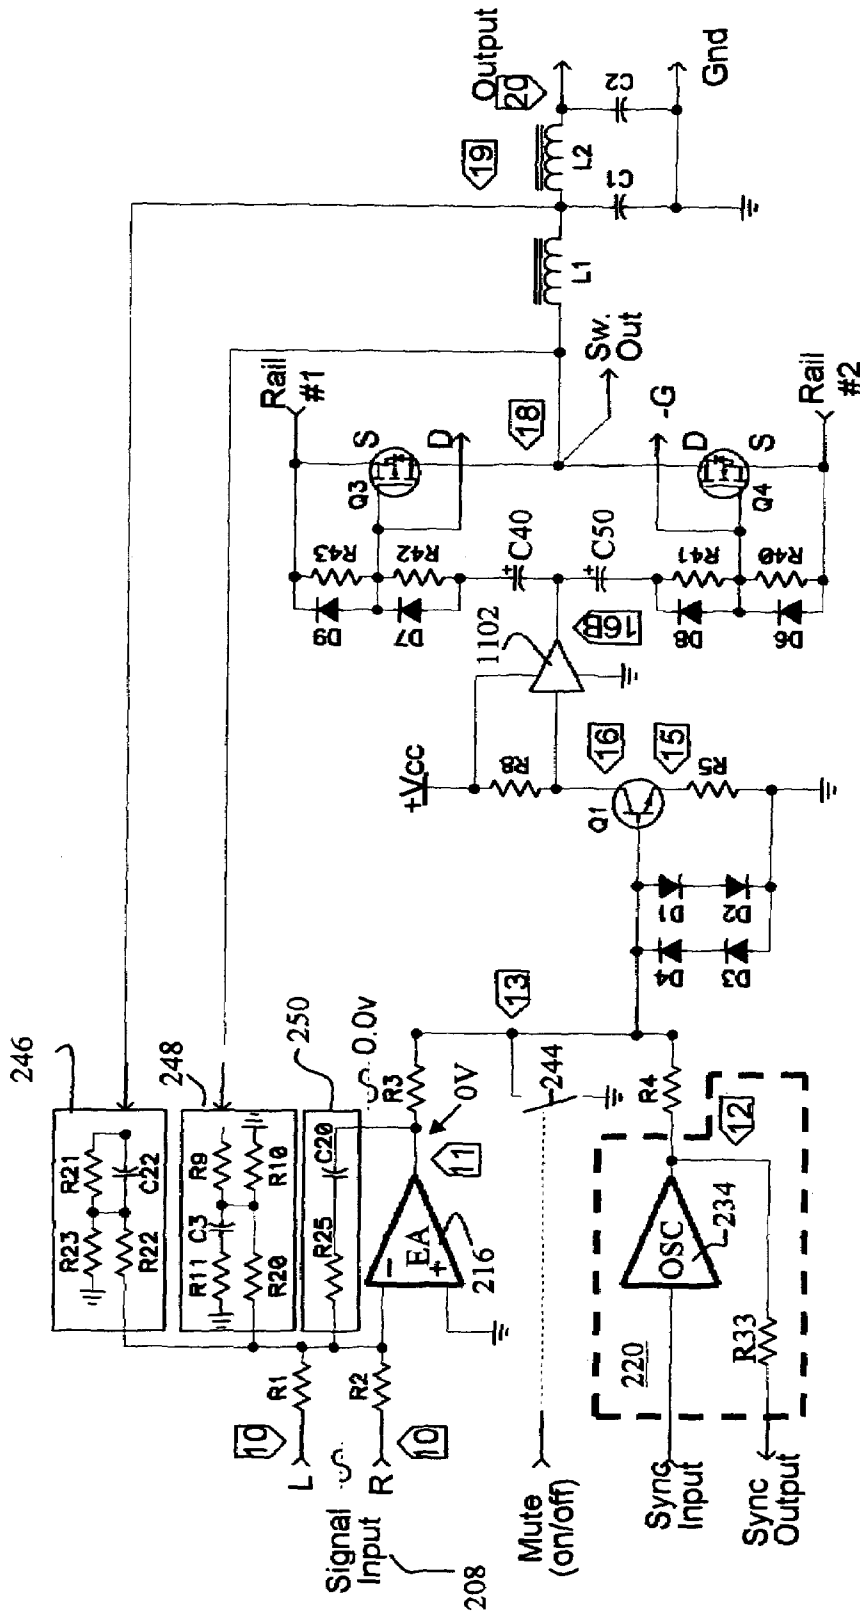 246
R23
R21
R22
C22
248
R11
C3
R9
R20
R10
250
R25
C20
0.0v
R1
R2
10
10
L
R
Signal
Input
208
EA
−
+
216
11
0V
R3
13
244
Mute
(on/off)
R4
12
OSC
234
220
R33
Sync
Input
Sync
Output
D4
D1
D3
D2
Q1
16
15
R5
R8
+Vcc
1102
16B
D9
R43
D7
R42
C40
+
C50
+
D8
R41
D6
R40
Rail
#1
Q3
S
D
18
Sw.
Out
-G
D
S
Q4
Rail
#2
L1
19
L2
C1
C2
20
Output
Gnd